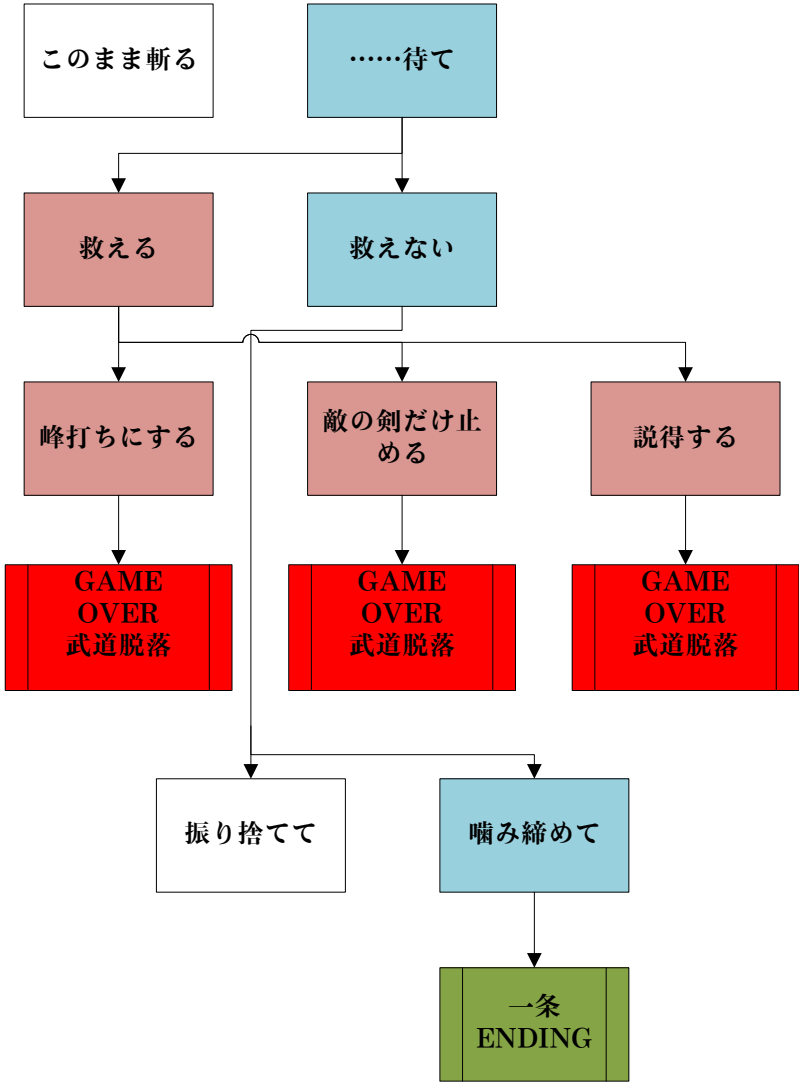 このまま斬る
……待て
救える
救えない
峰打ちにする
敵の剣だけ止
める
説得する
GAME
OVER
武道脱落
GAME
OVER
武道脱落
GAME
OVER
武道脱落
振り捨てて
噛み締めて
一条
ENDING